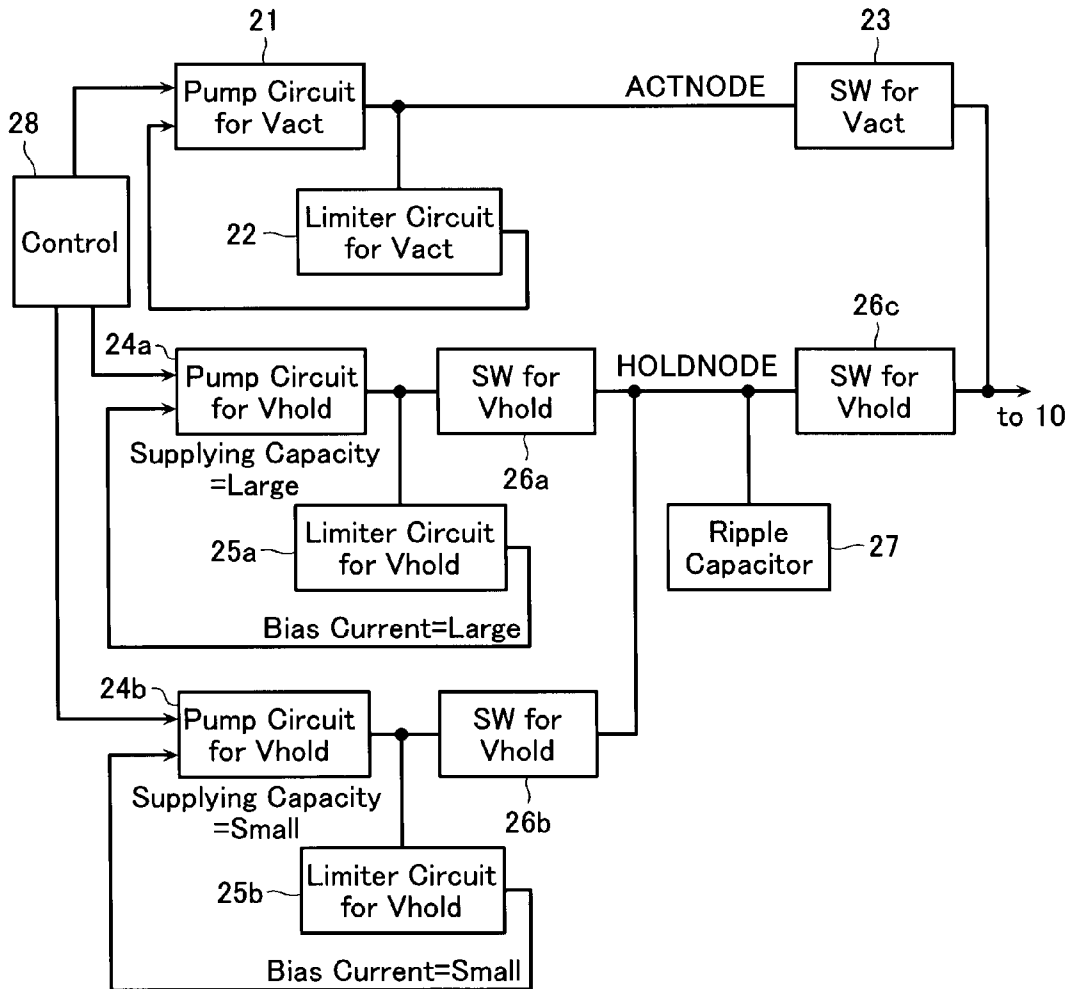 21
23
Pump Circuit
for Vact
ACTNODE
SW for
Vact
28
Control
22
Limiter Circuit
for Vact
26c
24a
Pump Circuit
for Vhold
SW for
Vhold
HOLDNODE
SW for
Vhold
to 10
Supplying Capacity
=Large
26a
25a
Limiter Circuit
for Vhold
Ripple
Capacitor
27
Bias Current=Large
24b
Pump Circuit
for Vhold
SW for
Vhold
Supplying Capacity
=Small
26b
25b
Limiter Circuit
for Vhold
Bias Current=Small